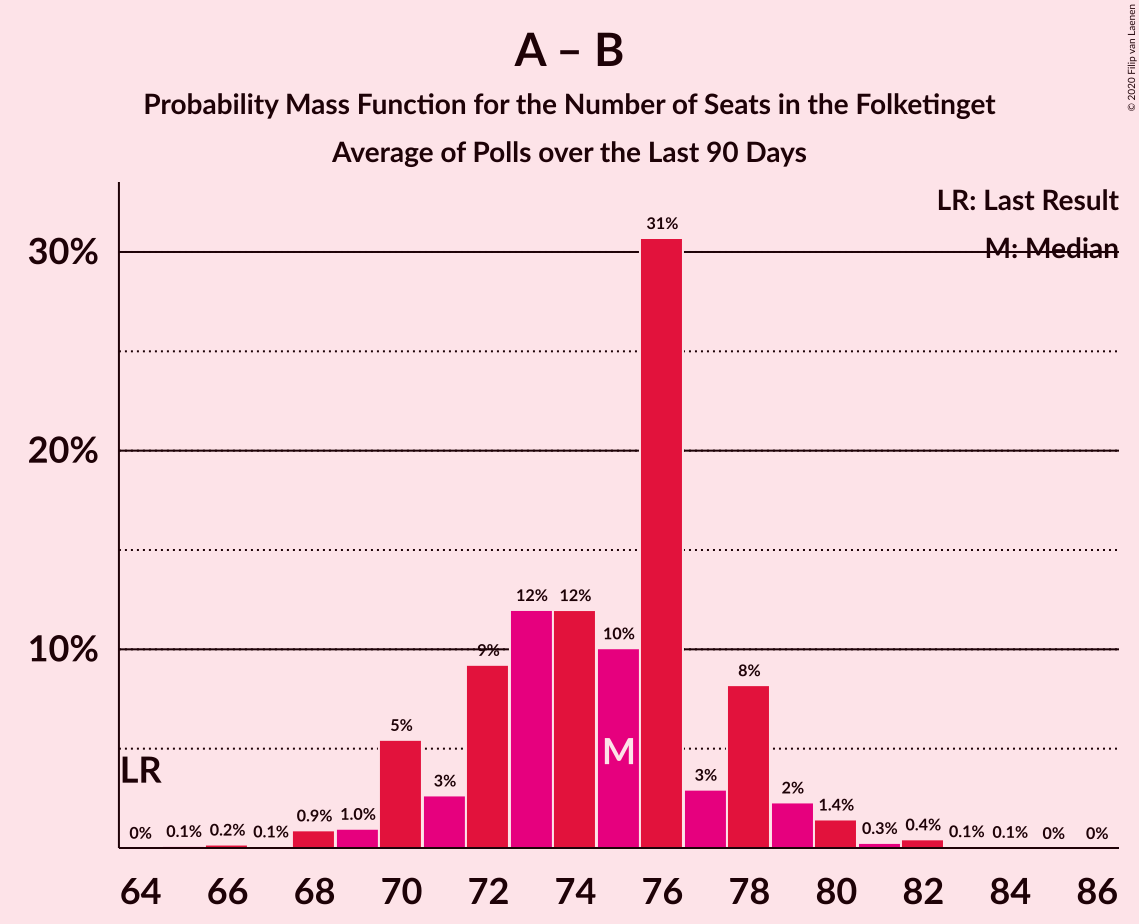 © 2020 Filip van Laenen
A – B
Probability Mass Function for the Number of Seats in the Folketinget
Average of Polls over the Last 90 Days
LR: Last Result
M: Median
30%
20%
10%
LR
M
0% 0.1% 0.2% 0.1% 0.9% 1.0% 5% 3% 9% 12% 12% 10% 31% 3% 8% 2% 1.4% 0.3% 0.4% 0.1% 0.1% 0% 0%
64 66 68 70 72 74 76 78 80 82 84 86